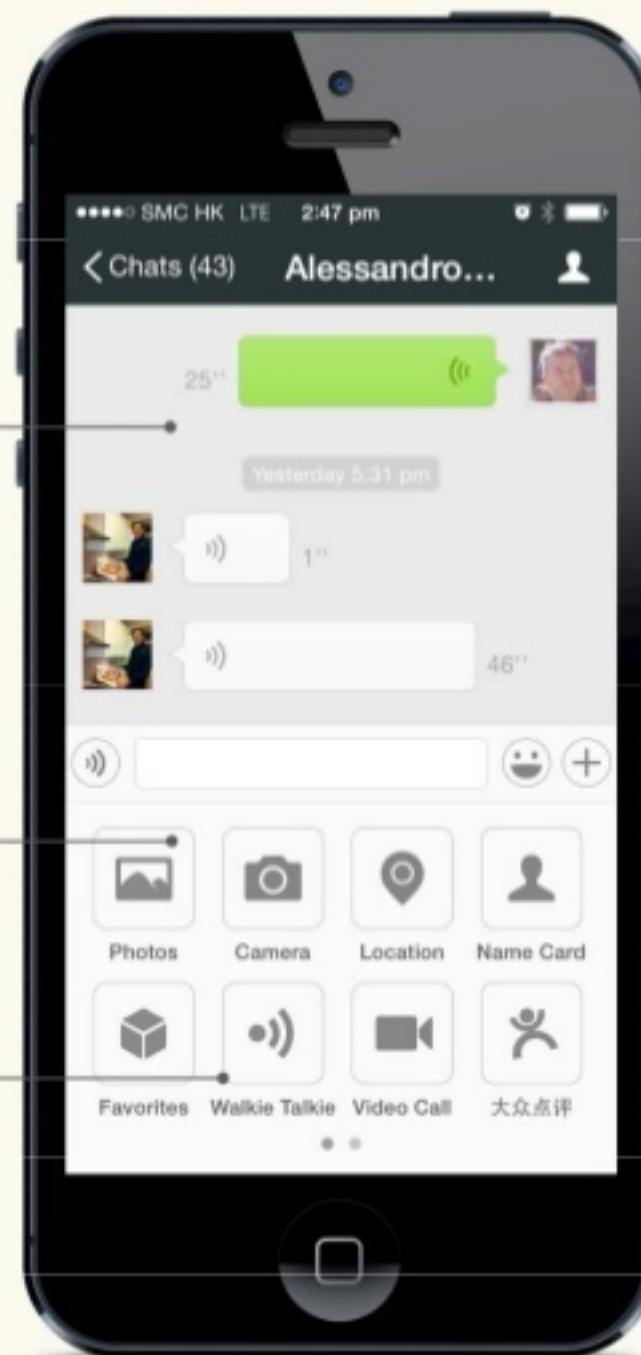 SMC HK LTE 2:47 pm
Chats (43) Alessandro...
25''
Yesterday 5:31 pm
1''
46''
Photos Camera Location Name Card
Favorites Walkie Talkie Video Call 大众点评